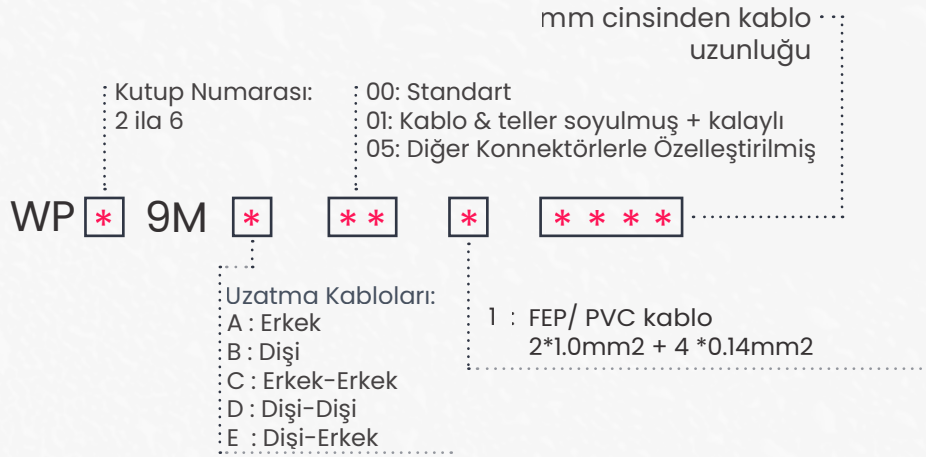 mm cinsinden kablo
uzunluğu
Kutup Numarası:
2 ila 6
00: Standart
01: Kablo & teller soyulmuş + kalaylı
05: Diğer Konnektörlerle Özelleştirilmiş
WP * 9M * ** * ****
Uzatma Kabloları:
A : Erkek
B : Dişi
C : Erkek-Erkek
D : Dişi-Dişi
E : Dişi-Erkek
1 : FEP/ PVC kablo
2*1.0mm2 + 4 *0.14mm2